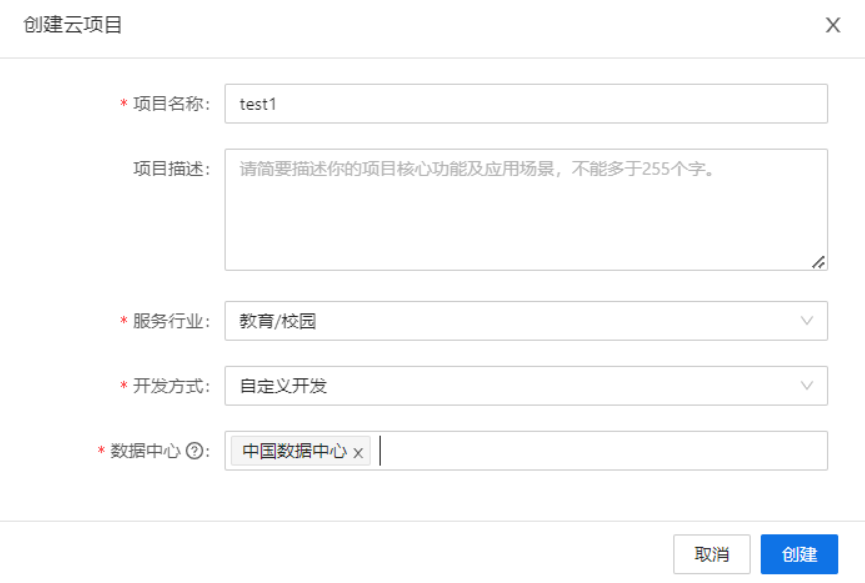 创建云项目
* 项目名称: test1
项目描述: 请简要描述你的项目核心功能及应用场景，不能多于255个字。
* 服务行业: 教育/校园
* 开发方式: 自定义开发
* 数据中心?: 中国数据中心 x
取消 创建